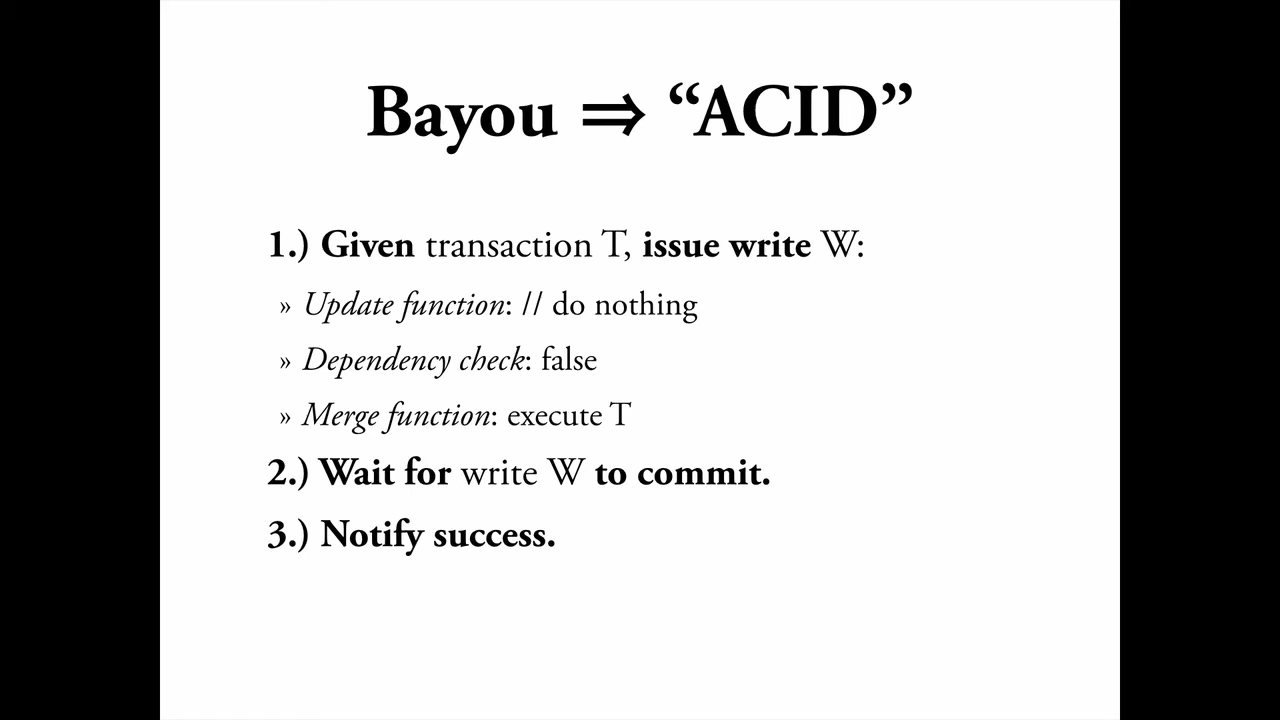 Bayou ⇒ “ACID”
1.) Given transaction T, issue write W:
» Update function: // do nothing
» Dependency check: false
» Merge function: execute T
2.) Wait for write W to commit.
3.) Notify success.